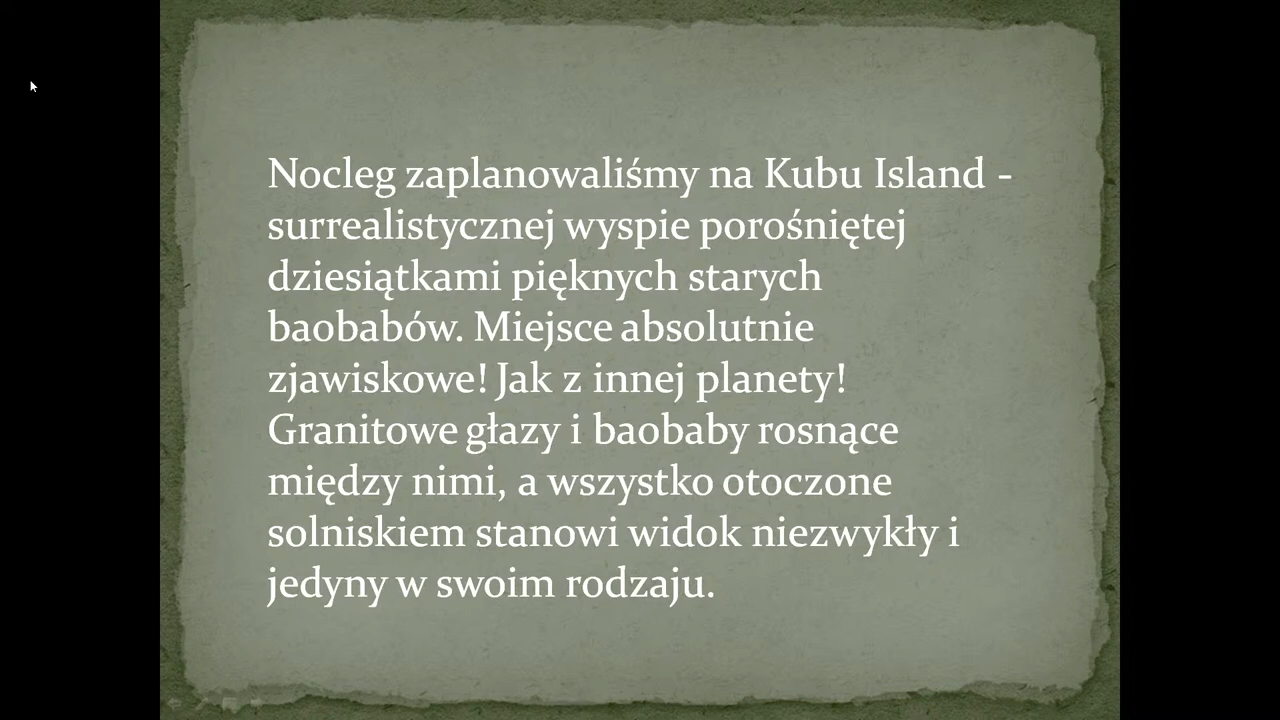 Nocleg zaplanowaliśmy na Kubu Island -
surrealistycznej wyspie porośniętej
dziesiątkami pięknych starych
baobabów. Miejsce absolutnie
zjawiskowe! Jak z innej planety!
Granitowe głazy i baobaby rosnące
między nimi, a wszystko otoczone
solniskiem stanowi widok niezwykły i
jedyny w swoim rodzaju.